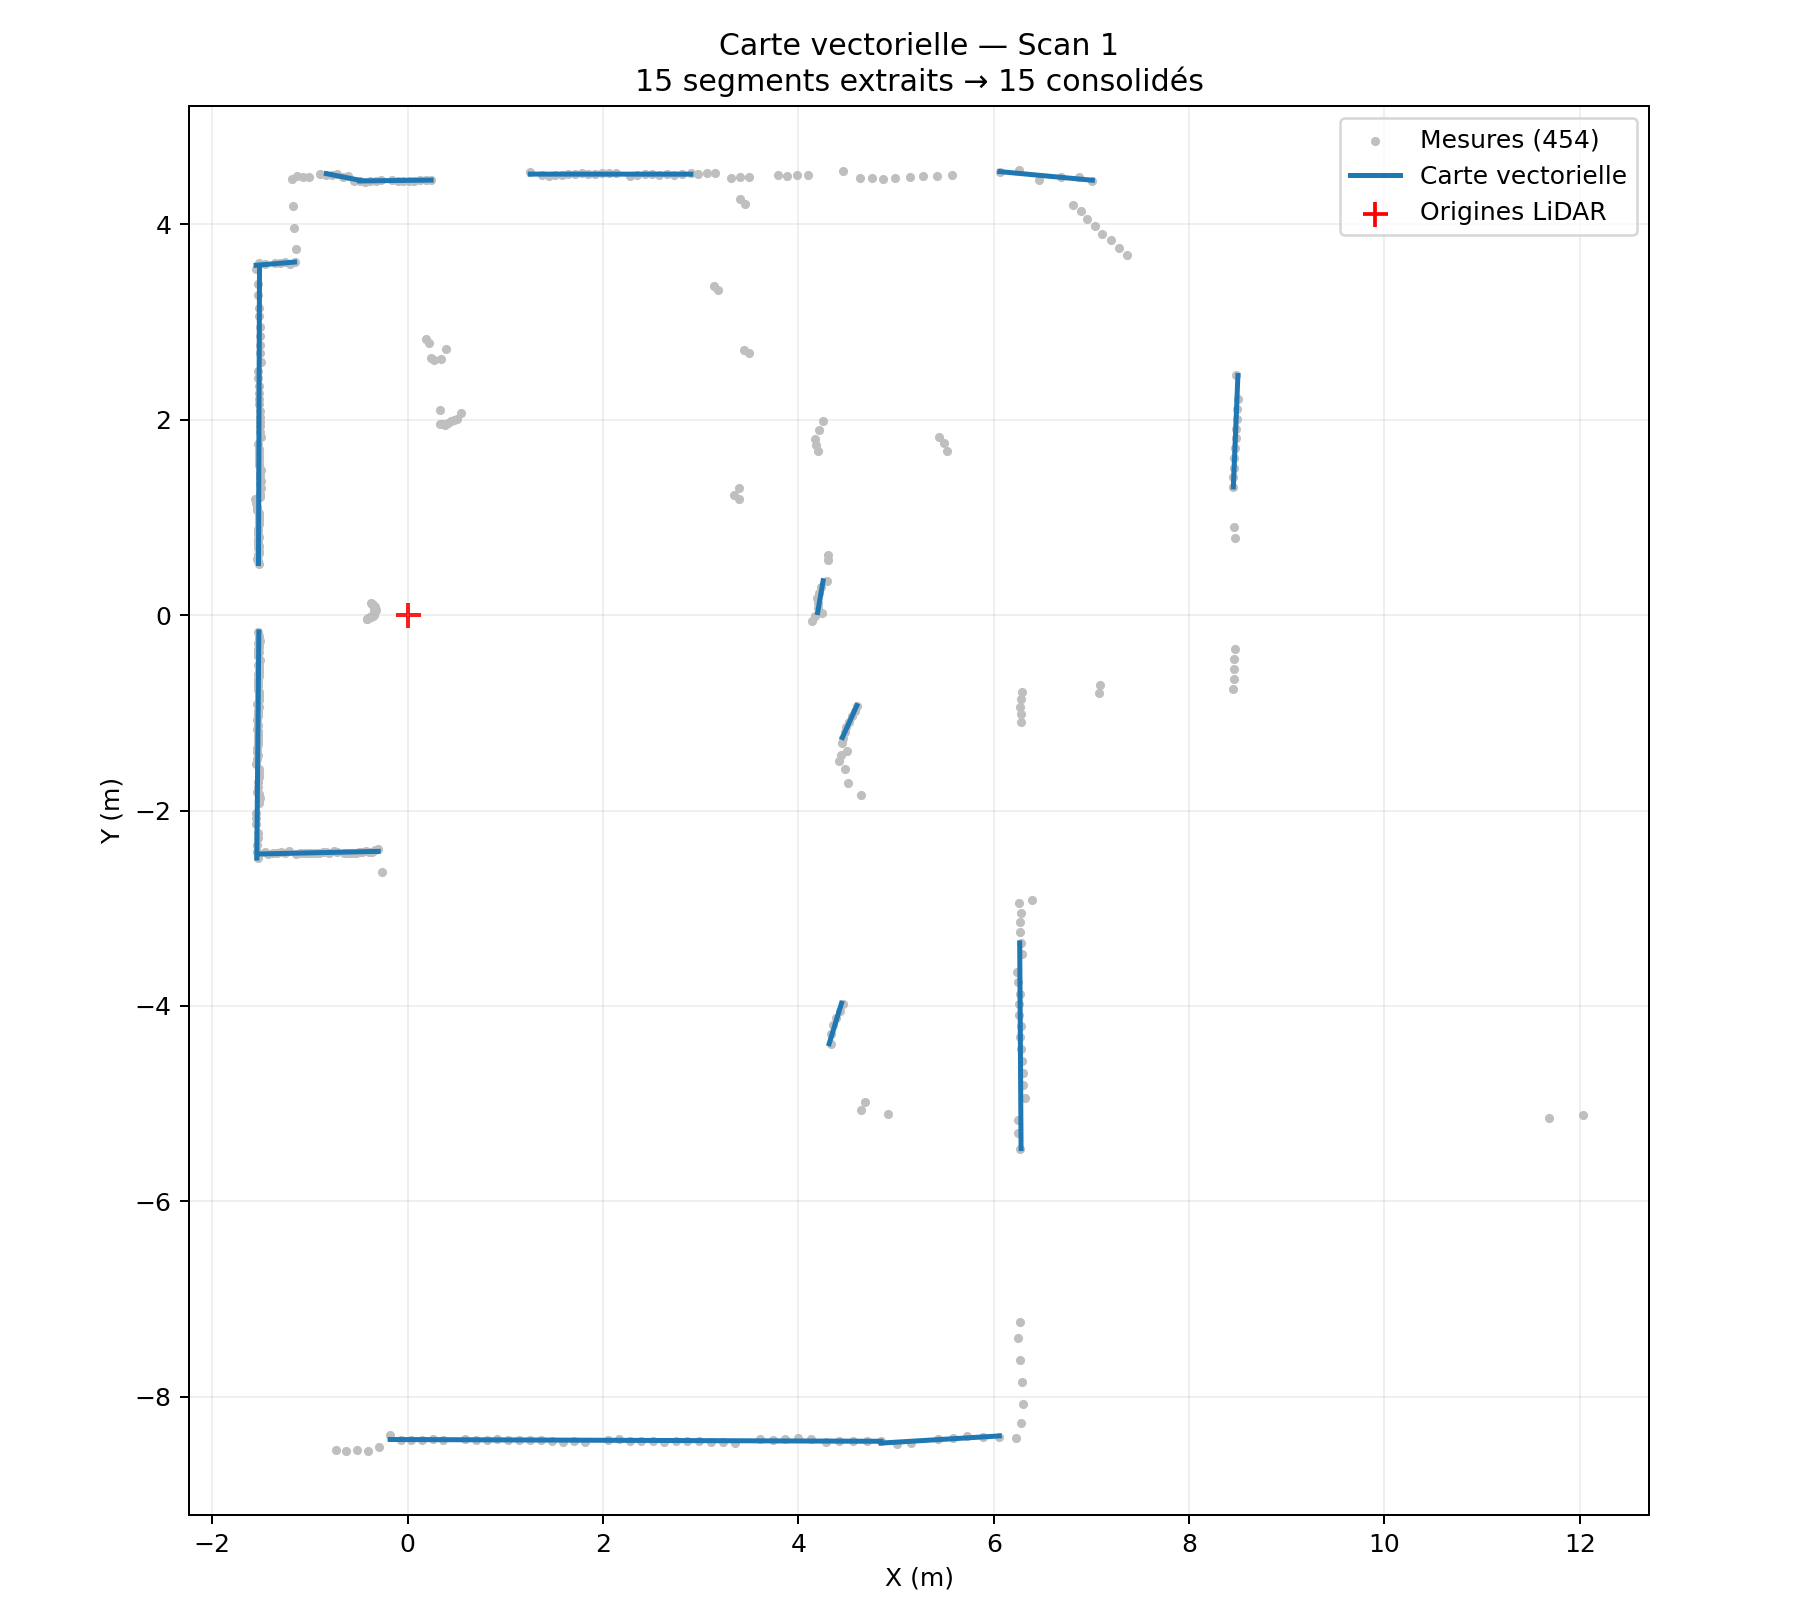 Carte vectorielle — Scan 1
15 segments extraits → 15 consolidés
Mesures (454)
Carte vectorielle
Origines LiDAR
4
2
0
−2
−4
−6
−8
Y (m)
−2 0 2 4 6 8 10 12
X (m)